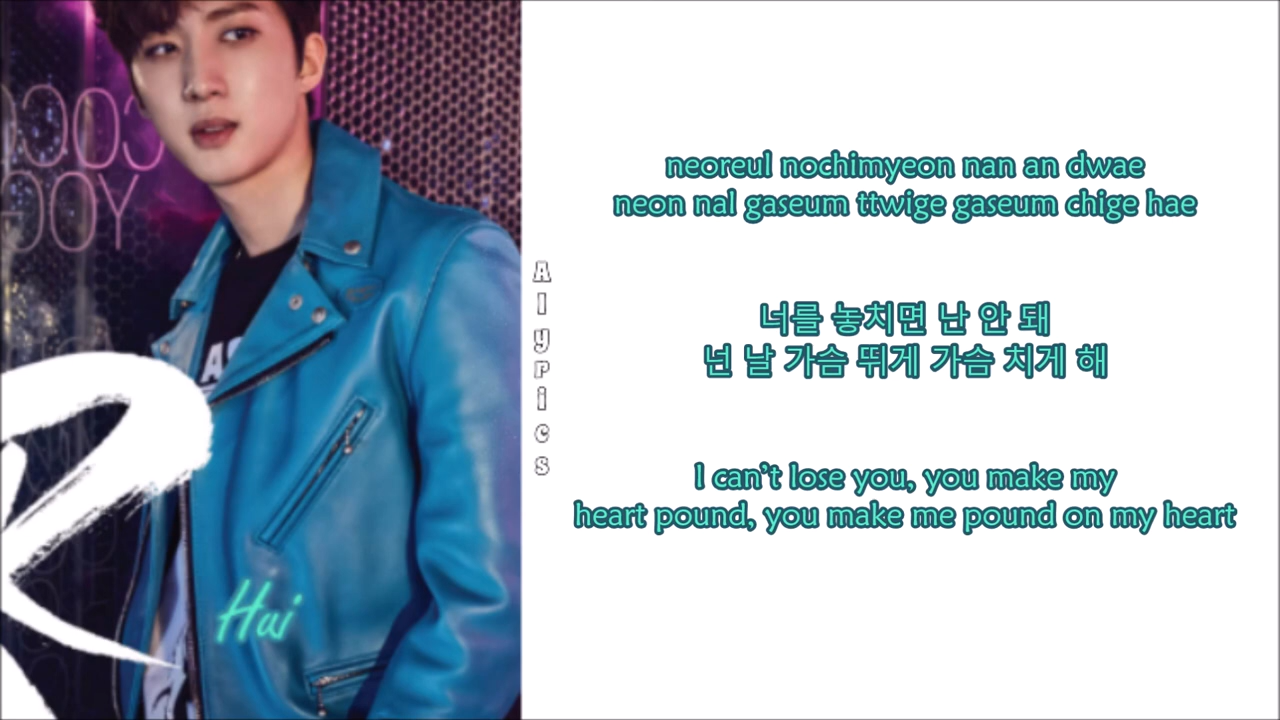 neoreul nochimyeon nan an dwae
neon nal gaseum ttwige gaseum chige hae
너를 놓치면 난 안 돼
넌 날 가슴 뛰게 가슴 치게 해
I can't lose you, you make my
heart pound, you make me pound on my heart
Alyrics
Hui
R